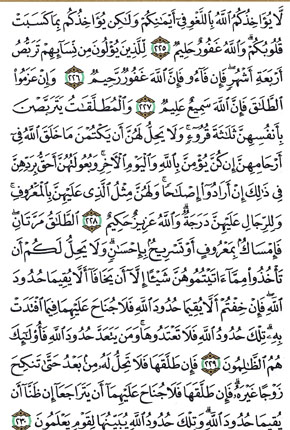 لَّا يُؤَاخِذُكُمُ ٱللَّهُ بِٱللَّغْوِ فِىٓ أَيْمَٰنِكُمْ وَلَٰكِن يُؤَاخِذُكُم بِمَا كَسَبَتْ
قُلُوبُكُمْ ۗ وَٱللَّهُ غَفُورٌ حَلِيمٌ ٢٢٥ لِّلَّذِينَ يُؤْلُونَ مِن نِّسَآئِهِمْ تَرَبُّصُ
أَرْبَعَةِ أَشْهُرٍ ۖ فَإِن فَآءُو فَإِنَّ ٱللَّهَ غَفُورٌ رَّحِيمٌ ٢٢٦ وَإِنْ عَزَمُوا۟
ٱلطَّلَٰقَ فَإِنَّ ٱللَّهَ سَمِيعٌ عَلِيمٌ ٢٢٧ وَٱلْمُطَلَّقَٰتُ يَتَرَبَّصْنَ
بِأَنفُسِهِنَّ ثَلَٰثَةَ قُرُوٓءٍ ۚ وَلَا يَحِلُّ لَهُنَّ أَن يَكْتُمْنَ مَا خَلَقَ ٱللَّهُ فِىٓ
أَرْحَامِهِنَّ إِن كُنَّ يُؤْمِنَّ بِٱللَّهِ وَٱلْيَوْمِ ٱلْءَاخِرِ ۚ وَبُعُولَتُهُنَّ أَحَقُّ بِرَدِّهِنَّ
فِى ذَٰلِكَ إِنْ أَرَادُوٓا۟ إِصْلَٰحًا ۚ وَلَهُنَّ مِثْلُ ٱلَّذِى عَلَيْهِنَّ بِٱلْمَعْرُوفِ ۚ
وَلِلرِّجَالِ عَلَيْهِنَّ دَرَجَةٌ ۗ وَٱللَّهُ عَزِيزٌ حَكِيمٌ ٢٢٨ ٱلطَّلَٰقُ مَرَّتَانِ ۖ
فَإِمْسَاكٌۢ بِمَعْرُوفٍ أَوْ تَسْرِيحٌۢ بِإِحْسَٰنٍ ۗ وَلَا يَحِلُّ لَكُمْ أَن
تَأْخُذُوا۟ مِمَّآ ءَاتَيْتُمُوهُنَّ شَيْـًٔا إِلَّآ أَن يَخَافَآ أَلَّا يُقِيمَا حُدُودَ
ٱللَّهِ ۖ فَإِنْ خِفْتُمْ أَلَّا يُقِيمَا حُدُودَ ٱللَّهِ فَلَا جُنَاحَ عَلَيْهِمَا فِيمَا ٱفْتَدَتْ
بِهِۦ ۗ تِلْكَ حُدُودُ ٱللَّهِ فَلَا تَعْتَدُوهَا ۚ وَمَن يَتَعَدَّ حُدُودَ ٱللَّهِ فَأُو۟لَٰٓئِكَ
هُمُ ٱلظَّٰلِمُونَ ٢٢٩ فَإِن طَلَّقَهَا فَلَا تَحِلُّ لَهُۥ مِنۢ بَعْدُ حَتَّىٰ تَنكِحَ
زَوْجًا غَيْرَهُۥ ۗ فَإِن طَلَّقَهَا فَلَا جُنَاحَ عَلَيْهِمَآ أَن يَتَرَاجَعَآ إِن ظَنَّآ أَن
يُقِيمَا حُدُودَ ٱللَّهِ ۗ وَتِلْكَ حُدُودُ ٱللَّهِ يُبَيِّنُهَا لِقَوْمٍ يَعْلَمُونَ ٢٣٠